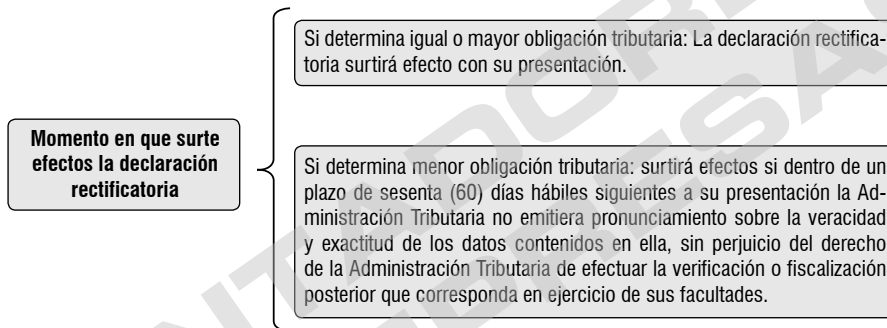 Si determina igual o mayor obligación tributaria: La declaración rectifica-
toria surtirá efecto con su presentación.
Momento en que surte
efectos la declaración
rectificatoria
Si determina menor obligación tributaria: surtirá efectos si dentro de un
plazo de sesenta (60) días hábiles siguientes a su presentación la Ad-
ministración Tributaria no emitiera pronunciamiento sobre la veracidad
y exactitud de los datos contenidos en ella, sin perjuicio del derecho
de la Administración Tributaria de efectuar la verificación o fiscalización
posterior que corresponda en ejercicio de sus facultades.